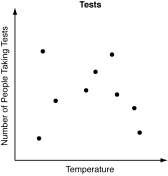 Tests
Number of People Taking Tests
Temperature